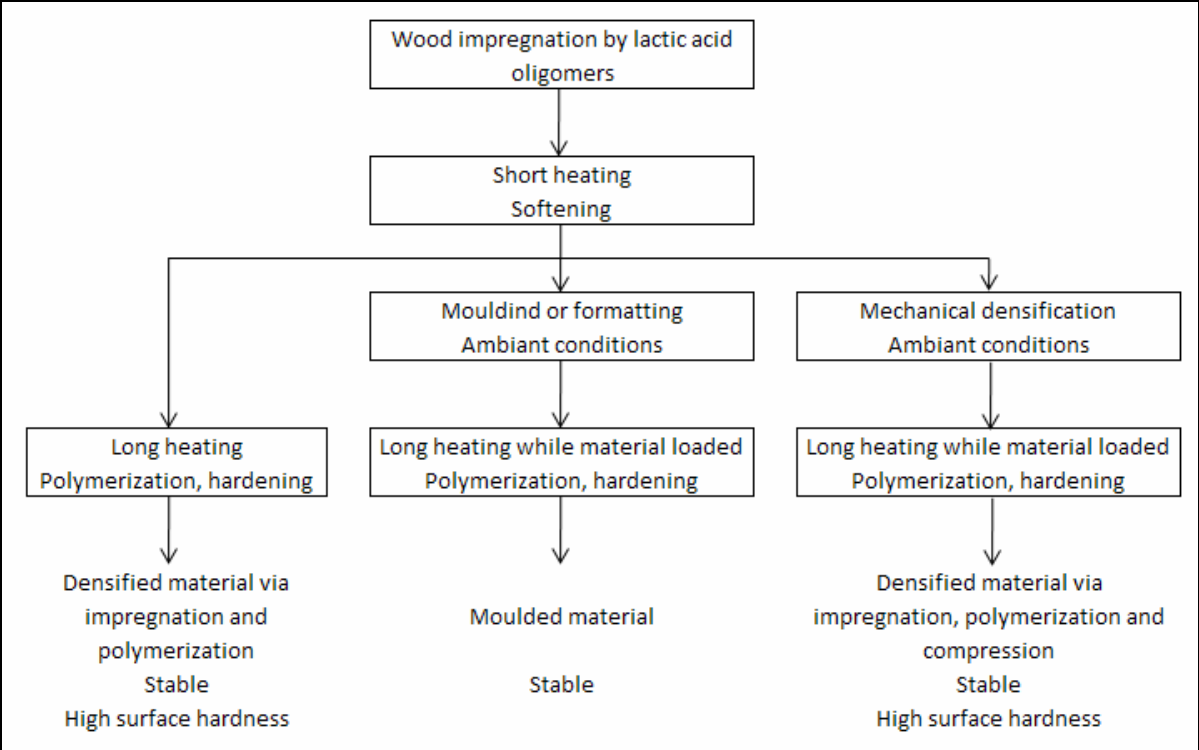 Wood impregnation by lactic acid
oligomers
Short heating
Softening
Mouldind or formatting
Ambiant conditions
Mechanical densification
Ambiant conditions
Long heating
Polymerization, hardening
Long heating while material loaded
Polymerization, hardening
Long heating while material loaded
Polymerization, hardening
Densified material via
impregnation and
polymerization
Stable
High surface hardness
Moulded material
Stable
Densified material via
impregnation, polymerization and
compression
Stable
High surface hardness